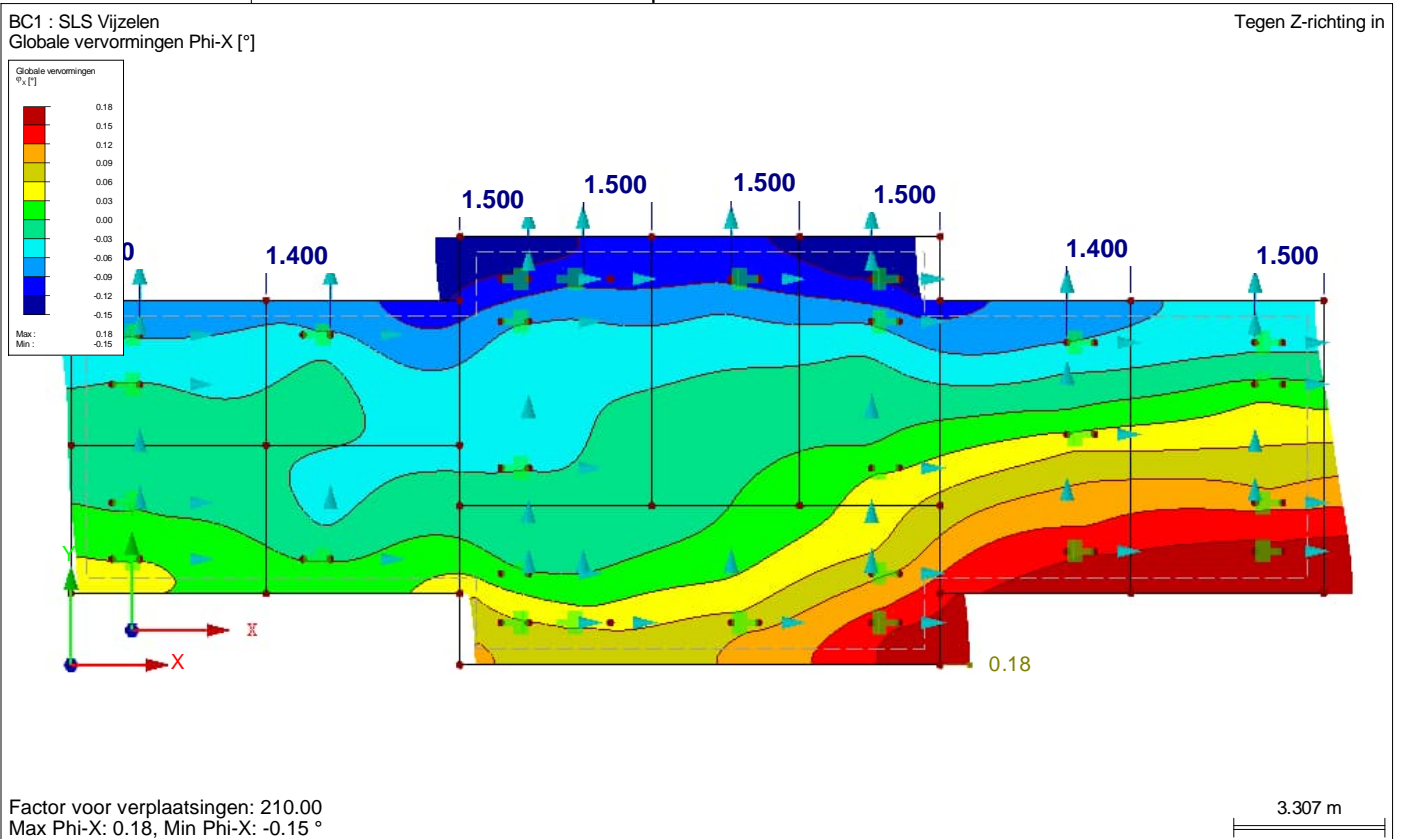 BC1 : SLS Vijzelen
Globale vervormingen Phi-X [°]
Tegen Z-richting in
Globale vervormingen
φX [°]
0.18
0.15
0.12
0.09
0.06
0.03
0.00
-0.03
-0.06
-0.09
-0.12
-0.15
Max : 0.18
Min : -0.15
1.500
1.500
1.500
1.500
0
1.400
1.400
1.500
Y
X
X
0.18
Factor voor verplaatsingen: 210.00
Max Phi-X: 0.18, Min Phi-X: -0.15 °
3.307 m